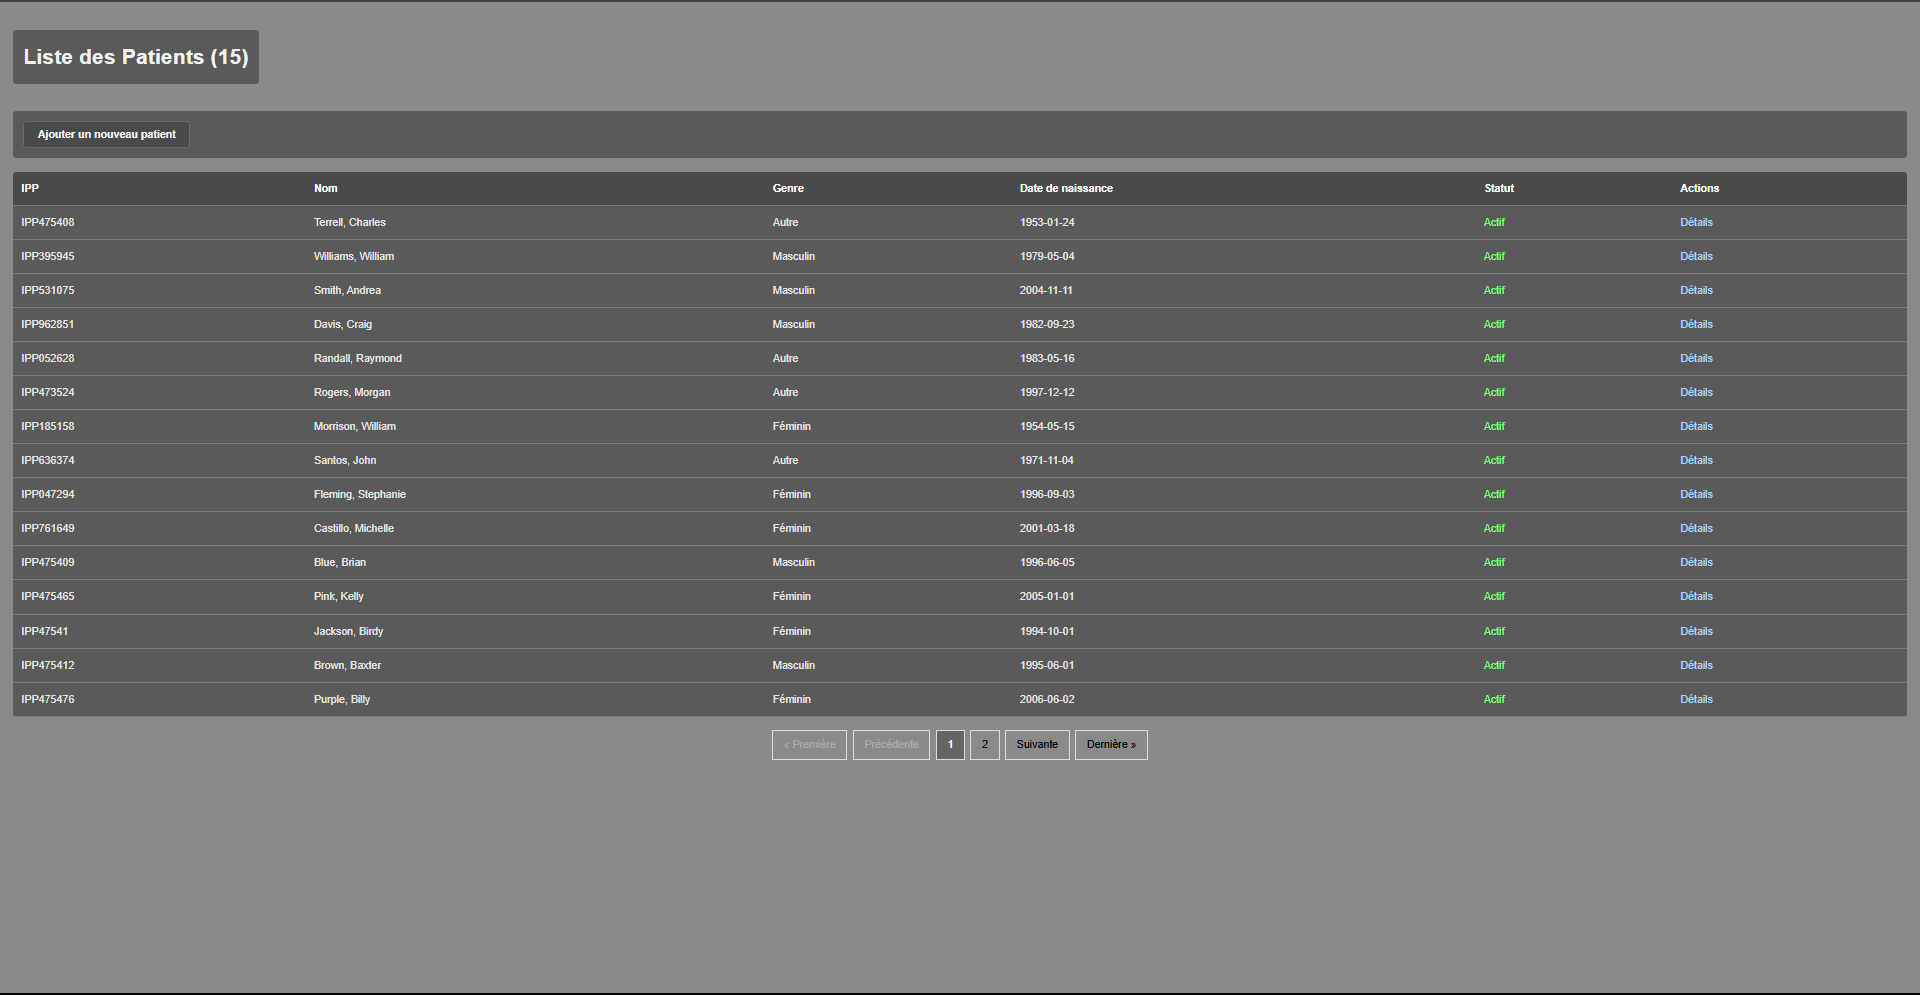 Liste des Patients (15)
Ajouter un nouveau patient
IPP Nom Genre Date de naissance Statut Actions
IPP475408 Terrell, Charles Autre 1953-01-24 Actif Détails
IPP395945 Williams, William Masculin 1979-05-04 Actif Détails
IPP531075 Smith, Andrea Masculin 2004-11-11 Actif Détails
IPP962851 Davis, Craig Masculin 1982-09-23 Actif Détails
IPP052628 Randall, Raymond Autre 1983-05-16 Actif Détails
IPP473524 Rogers, Morgan Autre 1997-12-12 Actif Détails
IPP185158 Morrison, William Féminin 1954-05-15 Actif Détails
IPP636374 Santos, John Autre 1971-11-04 Actif Détails
IPP047294 Fleming, Stephanie Féminin 1996-09-03 Actif Détails
IPP761649 Castillo, Michelle Féminin 2001-03-18 Actif Détails
IPP475409 Blue, Brian Masculin 1996-06-05 Actif Détails
IPP475465 Pink, Kelly Féminin 2005-01-01 Actif Détails
IPP47541 Jackson, Birdy Féminin 1994-10-01 Actif Détails
IPP475412 Brown, Baxter Masculin 1995-06-01 Actif Détails
IPP475476 Purple, Billy Féminin 2006-06-02 Actif Détails
« Première Précédente 1 2 Suivante Dernière »